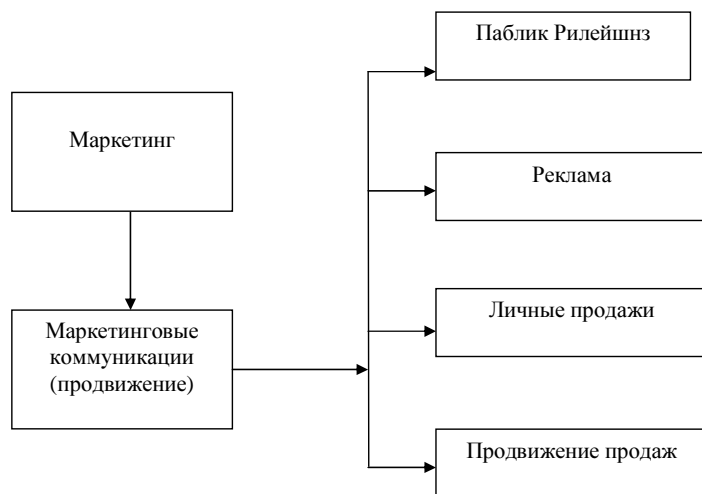 Паблик Рилейшнз
Маркетинг
Реклама
Маркетинговые
коммуникации
(продвижение)
Личные продажи
Продвижение продаж